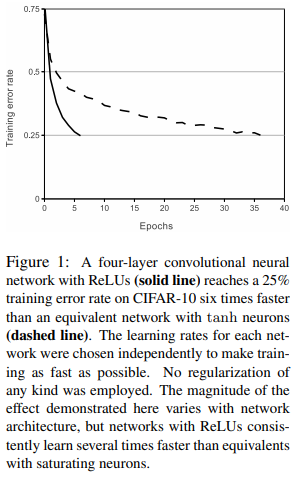 0.75
0.5
0.25
0
Training error rate
0 5 10 15 20 25 30 35 40
Epochs
Figure 1: A four-layer convolutional neural
network with ReLUs (solid line) reaches a 25%
training error rate on CIFAR-10 six times faster
than an equivalent network with tanh neurons
(dashed line). The learning rates for each net-
work were chosen independently to make train-
ing as fast as possible. No regularization of
any kind was employed. The magnitude of the
effect demonstrated here varies with network
architecture, but networks with ReLUs consis-
tently learn several times faster than equivalents
with saturating neurons.